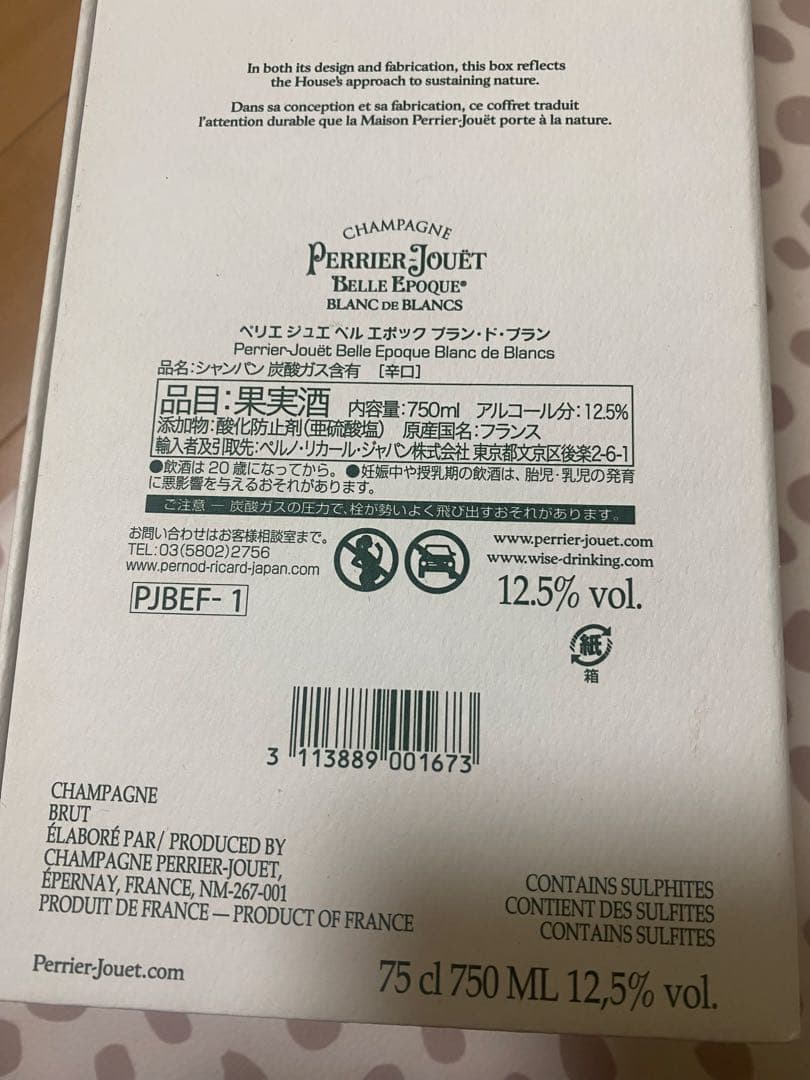 In both its design and fabrication, this box reflects
the House's approach to sustaining nature.
Dans sa conception et sa fabrication, ce coffret traduit
l'attention durable que la Maison Perrier-Jouët porte à la nature.
CHAMPAGNE
PERRIER-JOUËT
BELLE EPOQUE®
BLANC DE BLANCS
ペリエ ジュエ ベル エポック ブラン・ド・ブラン
Perrier-Jouët Belle Epoque Blanc de Blancs
品名:シャンパン 炭酸ガス含有 [辛口]
品目:果実酒 内容量:750ml アルコール分:12.5%
添加物:酸化防止剤(亜硫酸塩) 原産国名:フランス
輸入者及引取先:ペルノ・リカール・ジャパン株式会社 東京都文京区後楽2-6-1
●飲酒は20歳になってから。●妊娠中や授乳期の飲酒は、胎児・乳児の発育
に悪影響を与えるおそれがあります。
ご注意 — 炭酸ガスの圧力で、栓が勢いよく飛び出すおそれがあります。
お問い合わせはお客様相談室まで。
TEL:03(5802)2756
www.pernod-ricard-japan.com
www.perrier-jouet.com
www.wise-drinking.com
12.5% vol.
PJBEF-1
紙
箱
3 113889 001673
CHAMPAGNE
BRUT
ÉLABORÉ PAR/ PRODUCED BY
CHAMPAGNE PERRIER-JOUET,
ÉPERNAY, FRANCE, NM-267-001
PRODUIT DE FRANCE — PRODUCT OF FRANCE
CONTAINS SULPHITES
CONTIENT DES SULFITES
CONTAINS SULFITES
Perrier-Jouet.com
75 cl 750 ML 12,5% vol.